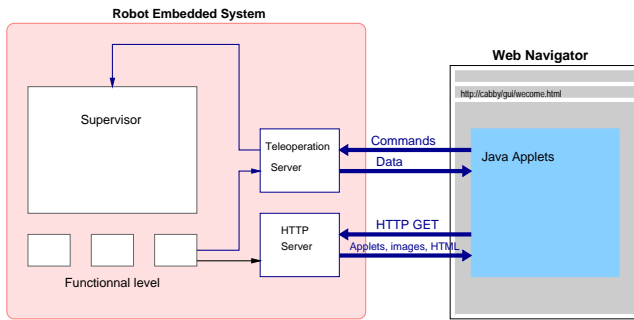 Robot Embedded System
Web Navigator
http://cabby/gui/wecome.html
Supervisor
Teleoperation
Server
Commands
Data
Java Applets
HTTP
Server
HTTP GET
Applets, images, HTML
Functionnal level